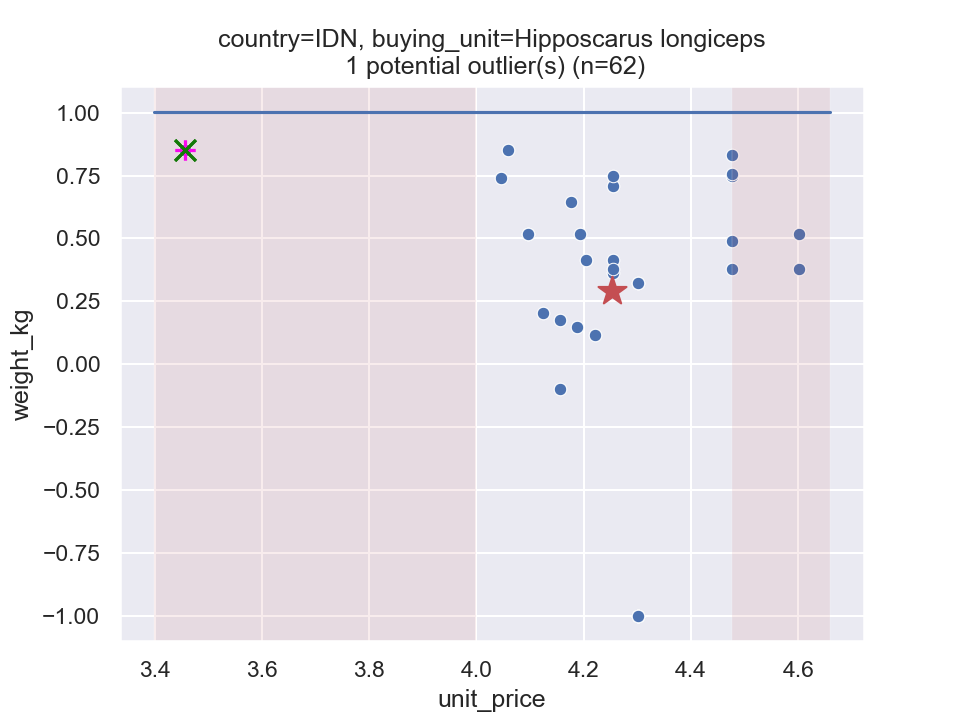 country=IDN, buying_unit=Hipposcarus longiceps
1 potential outlier(s) (n=62)
1.00
0.75
0.50
0.25
0.00
−0.25
−0.50
−0.75
−1.00
weight_kg
3.4 3.6 3.8 4.0 4.2 4.4 4.6
unit_price